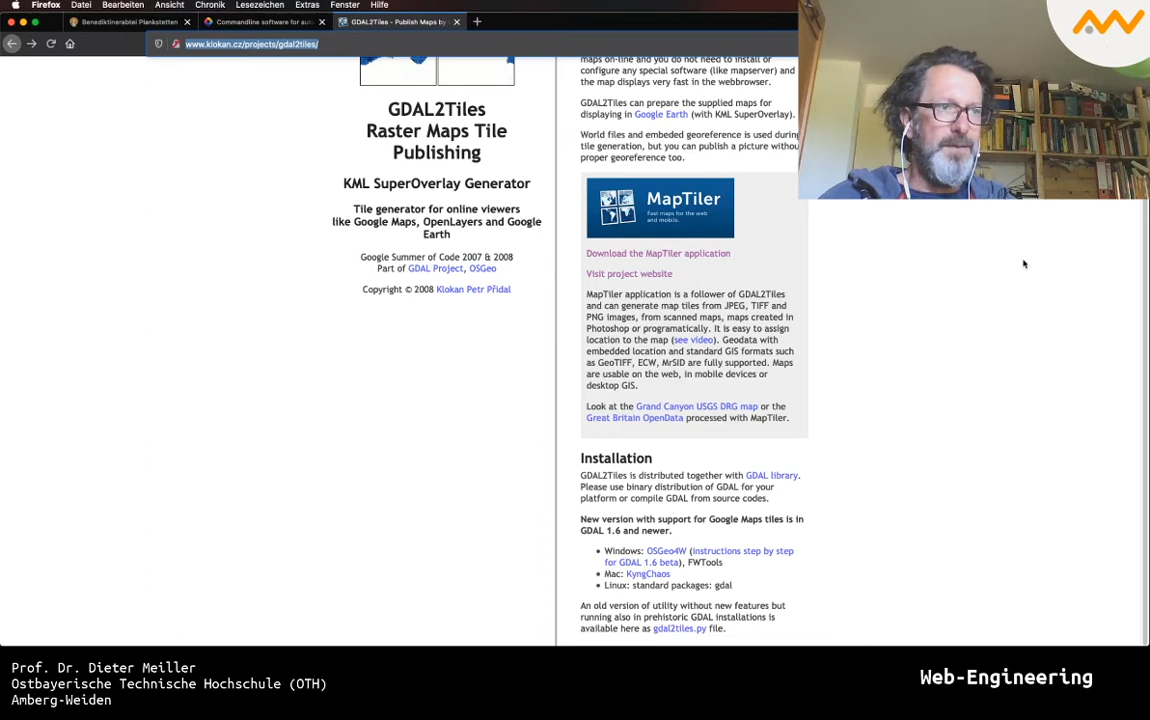 Firefox Datei Bearbeiten Ansicht Chronik Lesezeichen Extras Fenster Hilfe
Benediktinerabtei Plankstetten
Commandline software for auto
GDAL2Tiles - Publish Maps by
www.klokan.cz/projects/gdal2tiles/
GDAL2Tiles
Raster Maps Tile
Publishing
KML SuperOverlay Generator
Tile generator for online viewers
like Google Maps, OpenLayers and Google
Earth
Google Summer of Code 2007 & 2008
Part of GDAL Project, OSGeo
Copyright © 2008 Klokan Petr Přidal
maps on-line and you do not need to install or
configure any special software (like mapserver) and
the map displays very fast in the webbrowser.
GDAL2Tiles can prepare the supplied maps for
displaying in Google Earth (with KML SuperOverlay).
World files and embeded georeference is used during
tile generation, but you can publish a picture without
proper georeference too.
MapTiler
Fast maps for the web
and mobile.
Download the MapTiler application
Visit project website
MapTiler application is a follower of GDAL2Tiles
and can generate map tiles from JPEG, TIFF and
PNG images, from scanned maps, maps created in
Photoshop or programatically. It is easy to assign
location to the map (see video). Geodata with
embedded location and standard GIS formats such
as GeoTIFF, ECW, MrSID are fully supported. Maps
are usable on the web, in mobile devices or
desktop GIS.
Look at the Grand Canyon USGS DRG map or the
Great Britain OpenData processed with MapTiler.
Installation
GDAL2Tiles is distributed together with GDAL library.
Please use binary distribution of GDAL for your
platform or compile GDAL from source codes.
New version with support for Google Maps tiles is in
GDAL 1.6 and newer.
Windows: OSGeo4W (instructions step by step
for GDAL 1.6 beta), FWTools
Mac: KyngChaos
Linux: standard packages: gdal
An old version of utility without new features but
running also in prehistoric GDAL installations is
available here as gdal2tiles.py file.
Prof. Dr. Dieter Meiller
Ostbayerische Technische Hochschule (OTH)
Amberg-Weiden
Web-Engineering